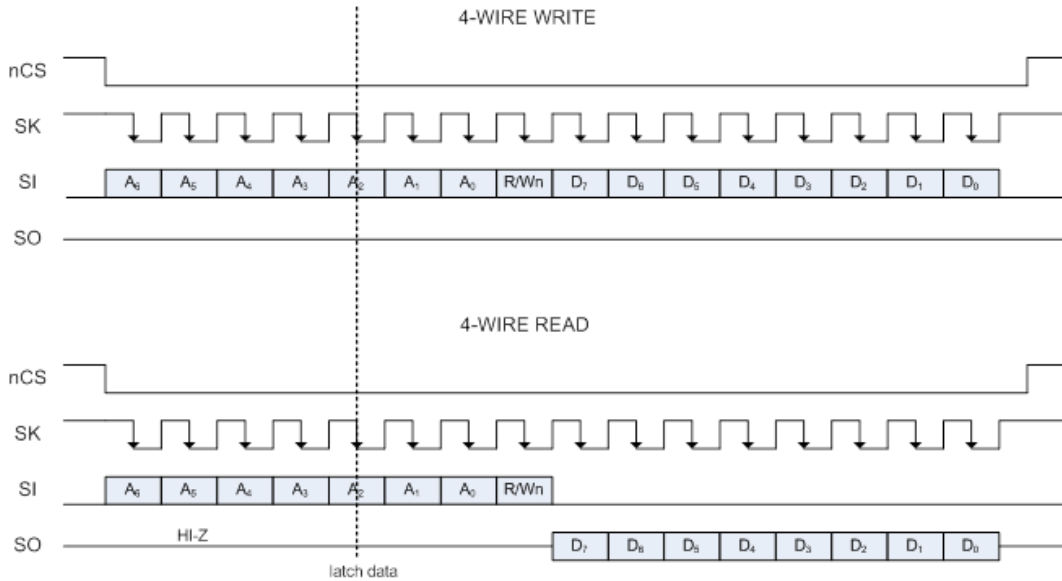 4-WIRE WRITE
nCS
SK
SI A₆ A₅ A₄ A₃ A₂ A₁ A₀ R/Wn D₇ D₆ D₅ D₄ D₃ D₂ D₁ D₀
SO
4-WIRE READ
nCS
SK
SI A₆ A₅ A₄ A₃ A₂ A₁ A₀ R/Wn
SO HI-Z D₇ D₆ D₅ D₄ D₃ D₂ D₁ D₀
latch data